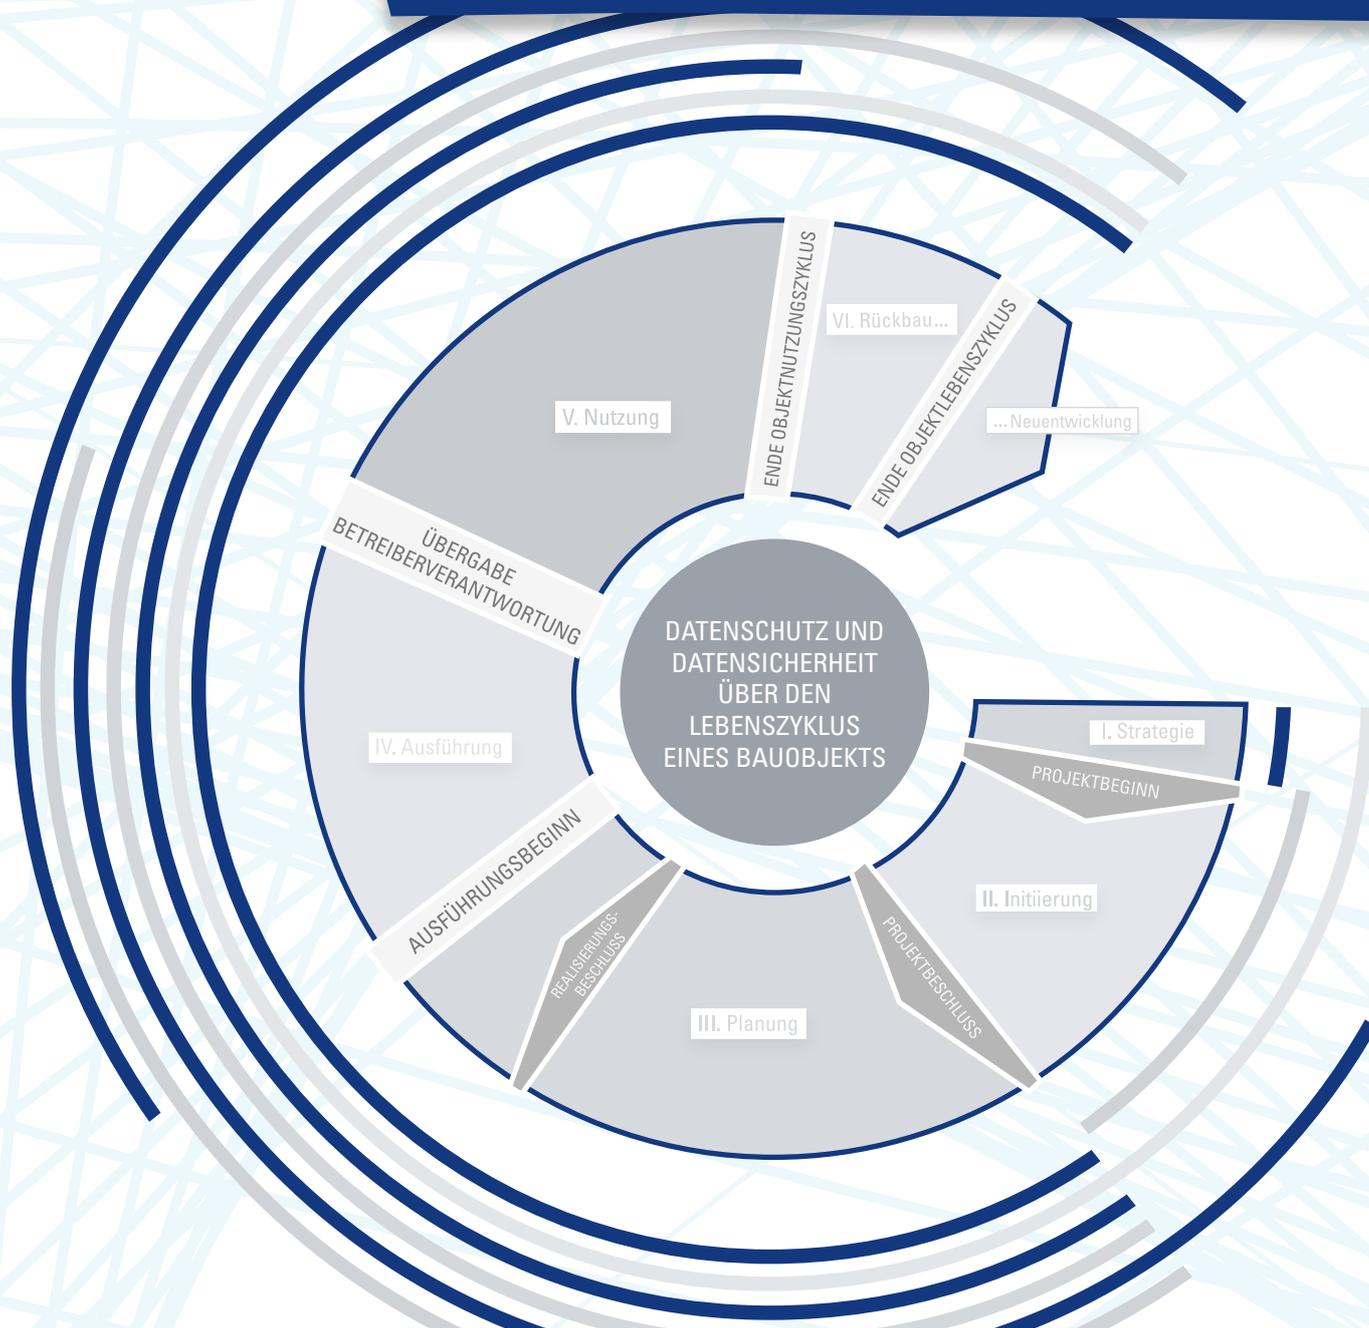 DATENSCHUTZ UND
DATENSICHERHEIT
ÜBER DEN
LEBENSZYKLUS
EINES BAUOBJEKTS
I. Strategie
PROJEKTBEGINN
II. Initiierung
PROJEKTBESCHLUSS
III. Planung
REALISIERUNGS-
BESCHLUSS
AUSFÜHRUNGSBEGINN
IV. Ausführung
ÜBERGABE
BETREIBERVERANTWORTUNG
V. Nutzung
ENDE OBJEKTNUTZUNGSZYKLUS
VI. Rückbau...
ENDE OBJEKTLEBENSZYKLUS
...Neuentwicklung